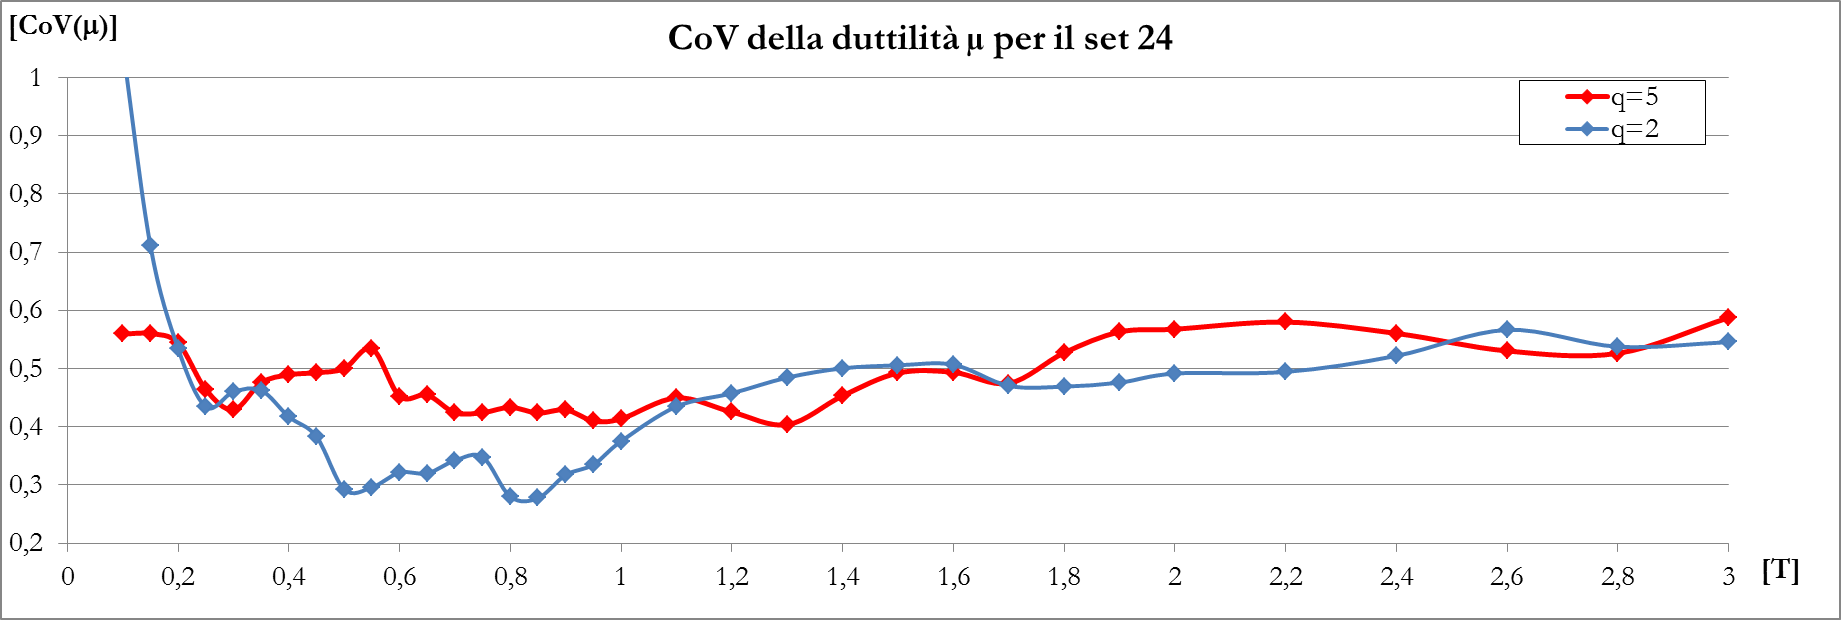 [CoV(µ)]
CoV della duttilità µ per il set 24
1
0,9
0,8
0,7
0,6
0,5
0,4
0,3
0,2
q=5
q=2
0 0,2 0,4 0,6 0,8 1 1,2 1,4 1,6 1,8 2 2,2 2,4 2,6 2,8 3 [T]